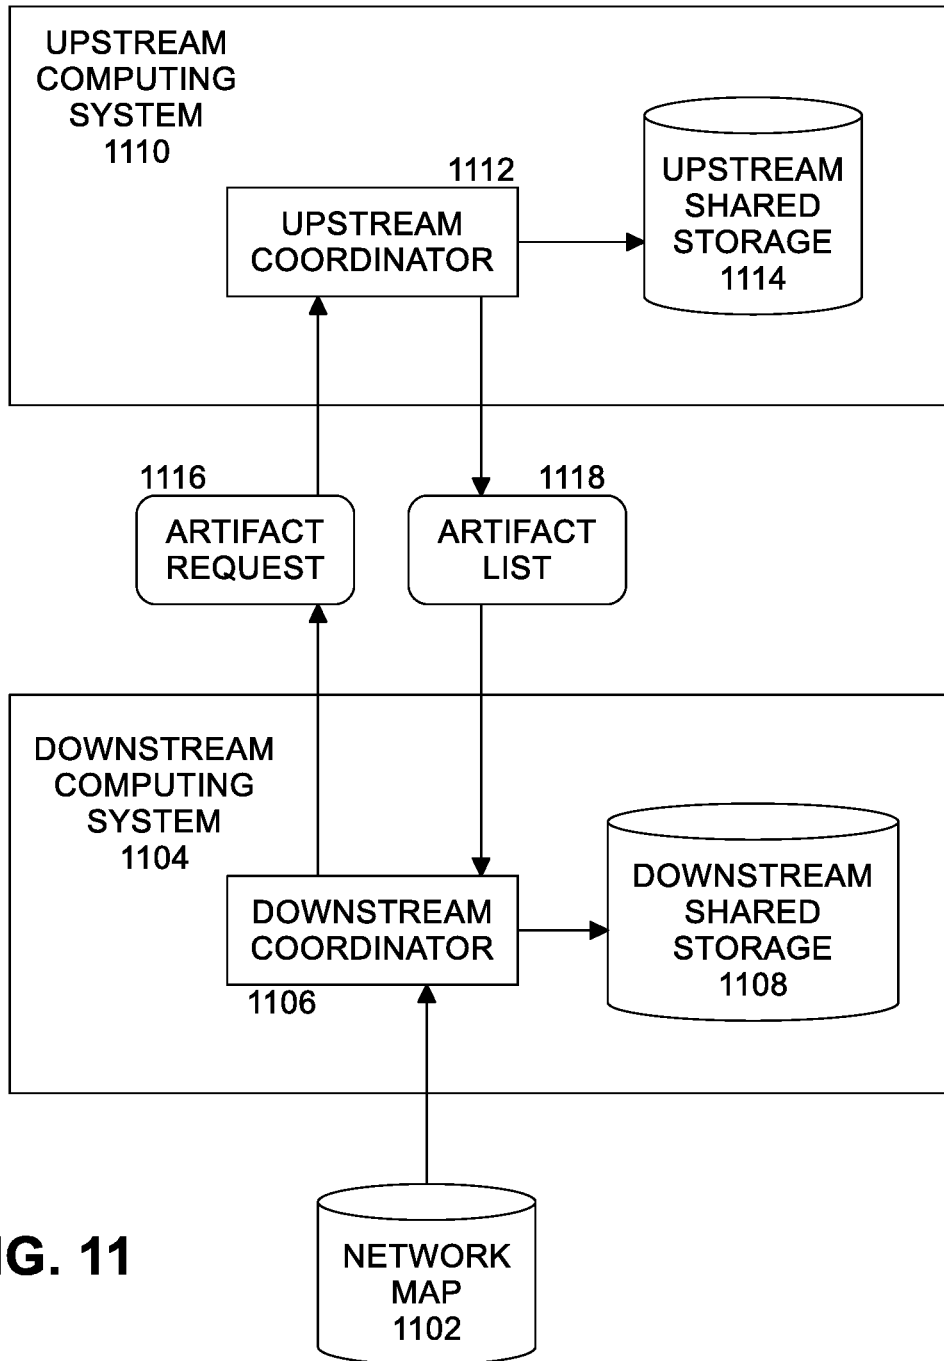 UPSTREAM
COMPUTING
SYSTEM
1110
1112
UPSTREAM
COORDINATOR
UPSTREAM
SHARED
STORAGE
1114
1116
ARTIFACT
REQUEST
1118
ARTIFACT
LIST
DOWNSTREAM
COMPUTING
SYSTEM
1104
DOWNSTREAM
COORDINATOR
1106
DOWNSTREAM
SHARED
STORAGE
1108
NETWORK
MAP
1102
IG. 11